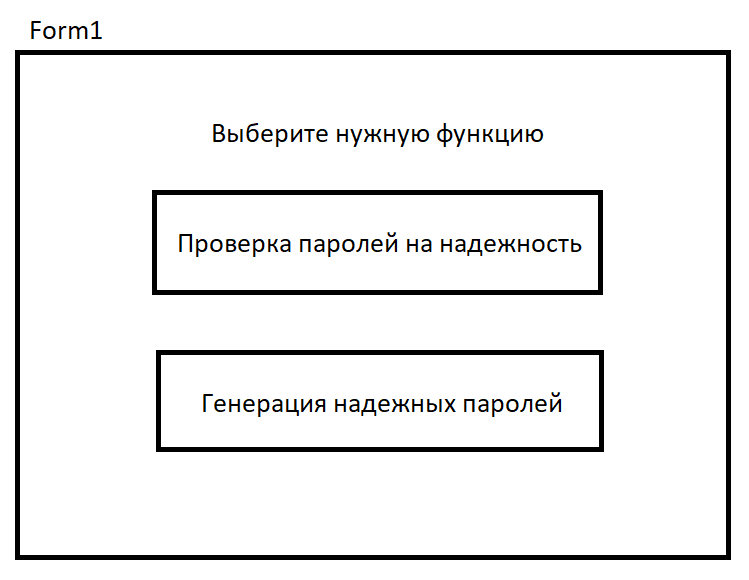 Form1
Выберите нужную функцию
Проверка паролей на надежность
Генерация надежных паролей